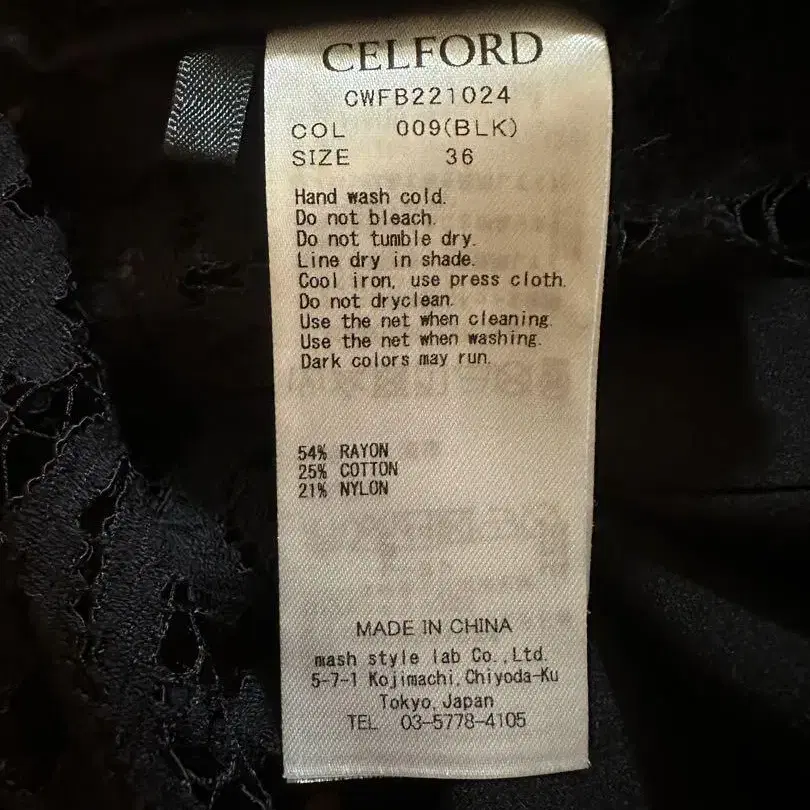 CELFORD
CWFB221024
COL 009(BLK)
SIZE 36
Hand wash cold.
Do not bleach.
Do not tumble dry.
Line dry in shade.
Cool iron, use press cloth.
Do not dryclean.
Use the net when cleaning.
Use the net when washing.
Dark colors may run.
54% RAYON
25% COTTON
21% NYLON
MADE IN CHINA
mash style lab Co.,Ltd.
5-7-1 Kojimachi,Chiyoda-Ku
Tokyo,Japan
TEL 03-5778-4105